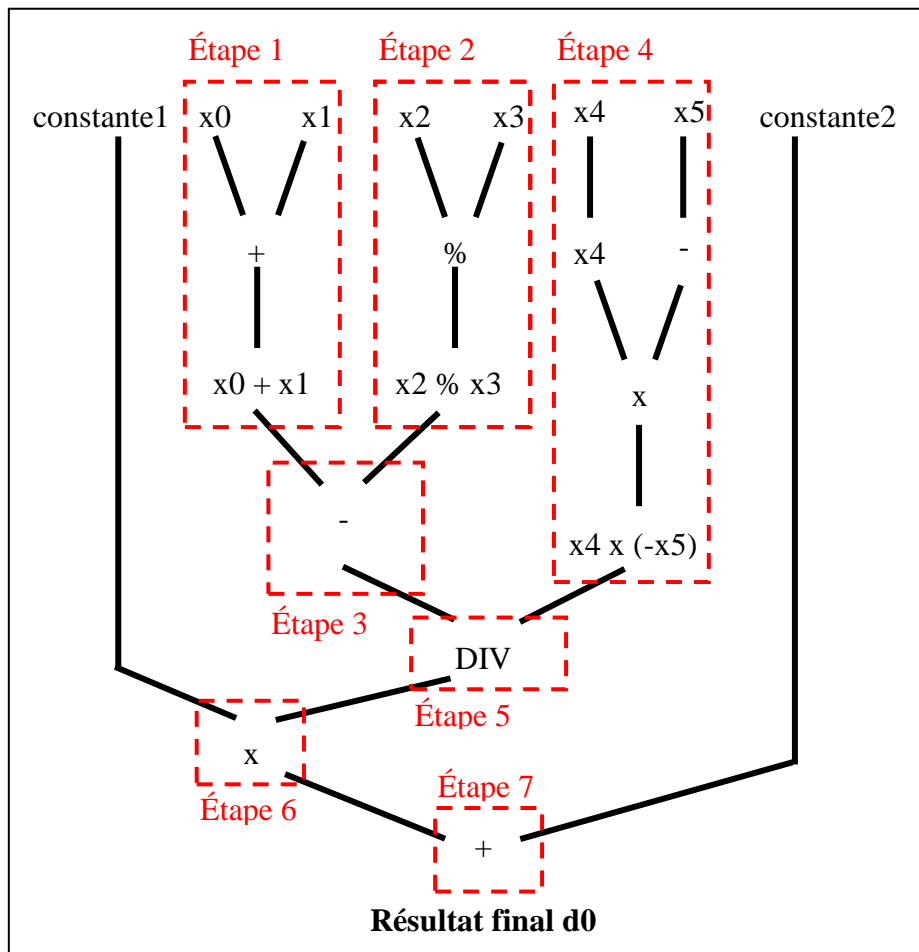 Étape 1 Étape 2 Étape 4
constante1 x0 x1 x2 x3 x4 x5 constante2
+ % x4 -
x0 + x1 x2 % x3 x
-
x4 x (-x5)
Étape 3
DIV
Étape 5
x
Étape 7
Étape 6
+
Résultat final d0